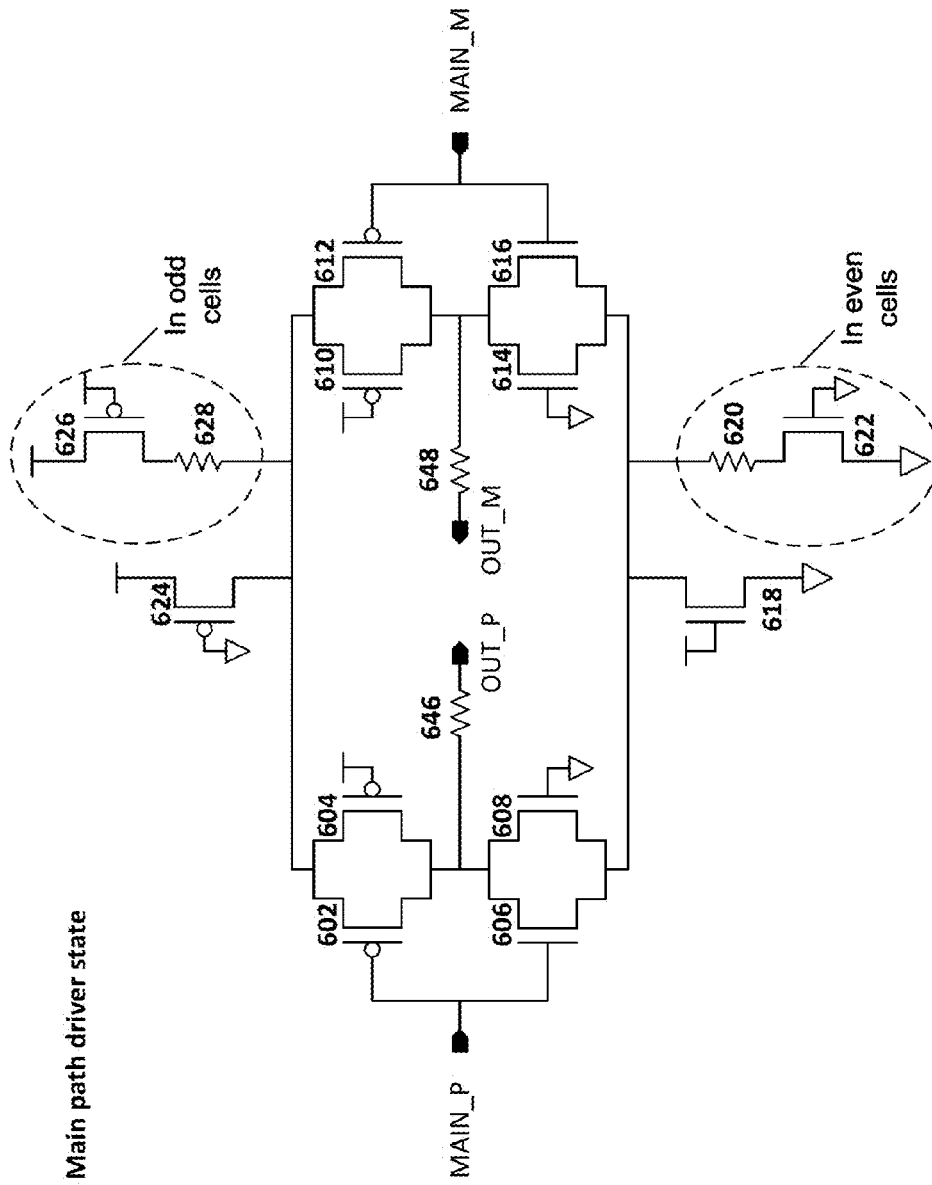 Main path driver state
In odd
cells
626
628
624
602
604
610
612
MAIN_P
646
OUT_P
OUT_M
648
MAIN_M
606
608
614
616
618
620
622
In even
cells